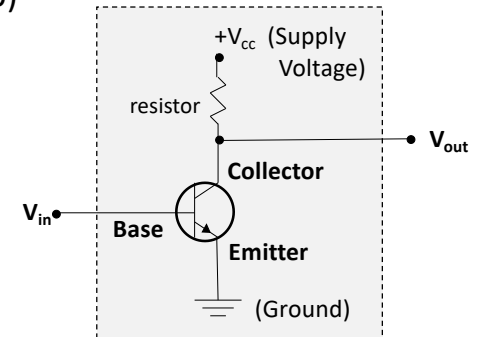 +Vcc (Supply
Voltage)
resistor
Vout
Collector
Vin
Base
Emitter
(Ground)